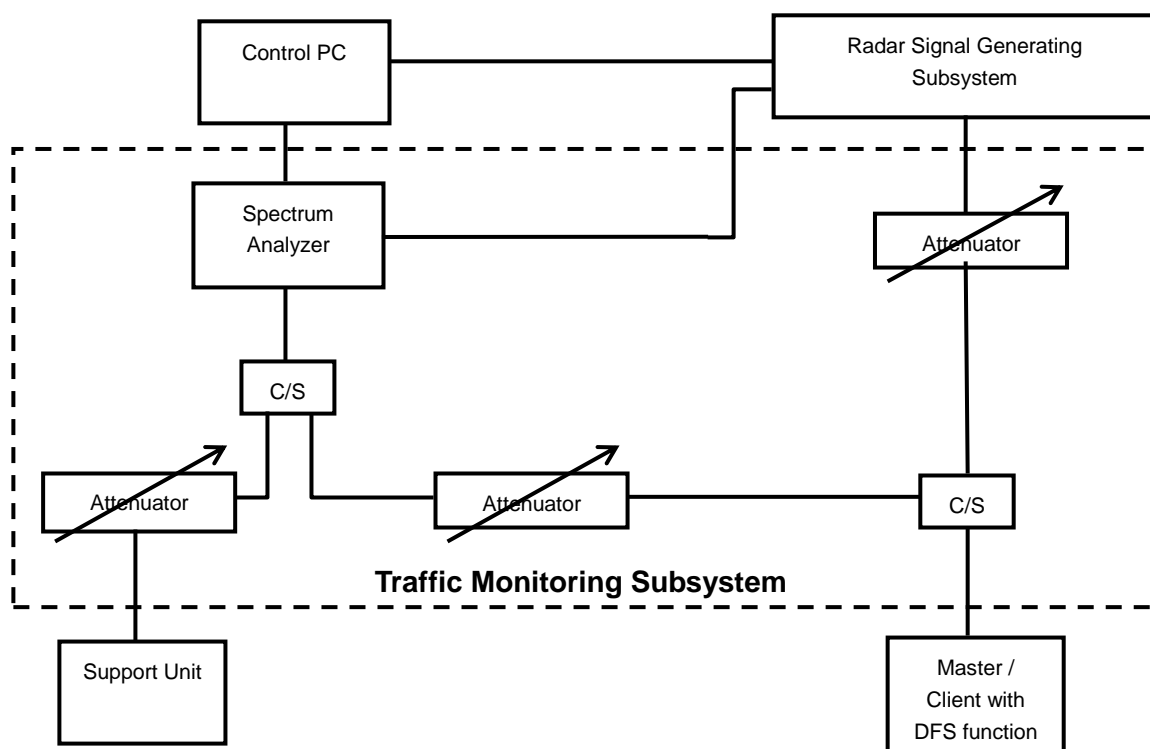 Control PC
Radar Signal Generating
Subsystem
Spectrum
Analyzer
Attenuator
C/S
Attenuator
Attenuator
C/S
Traffic Monitoring Subsystem
Support Unit
Master /
Client with
DFS function